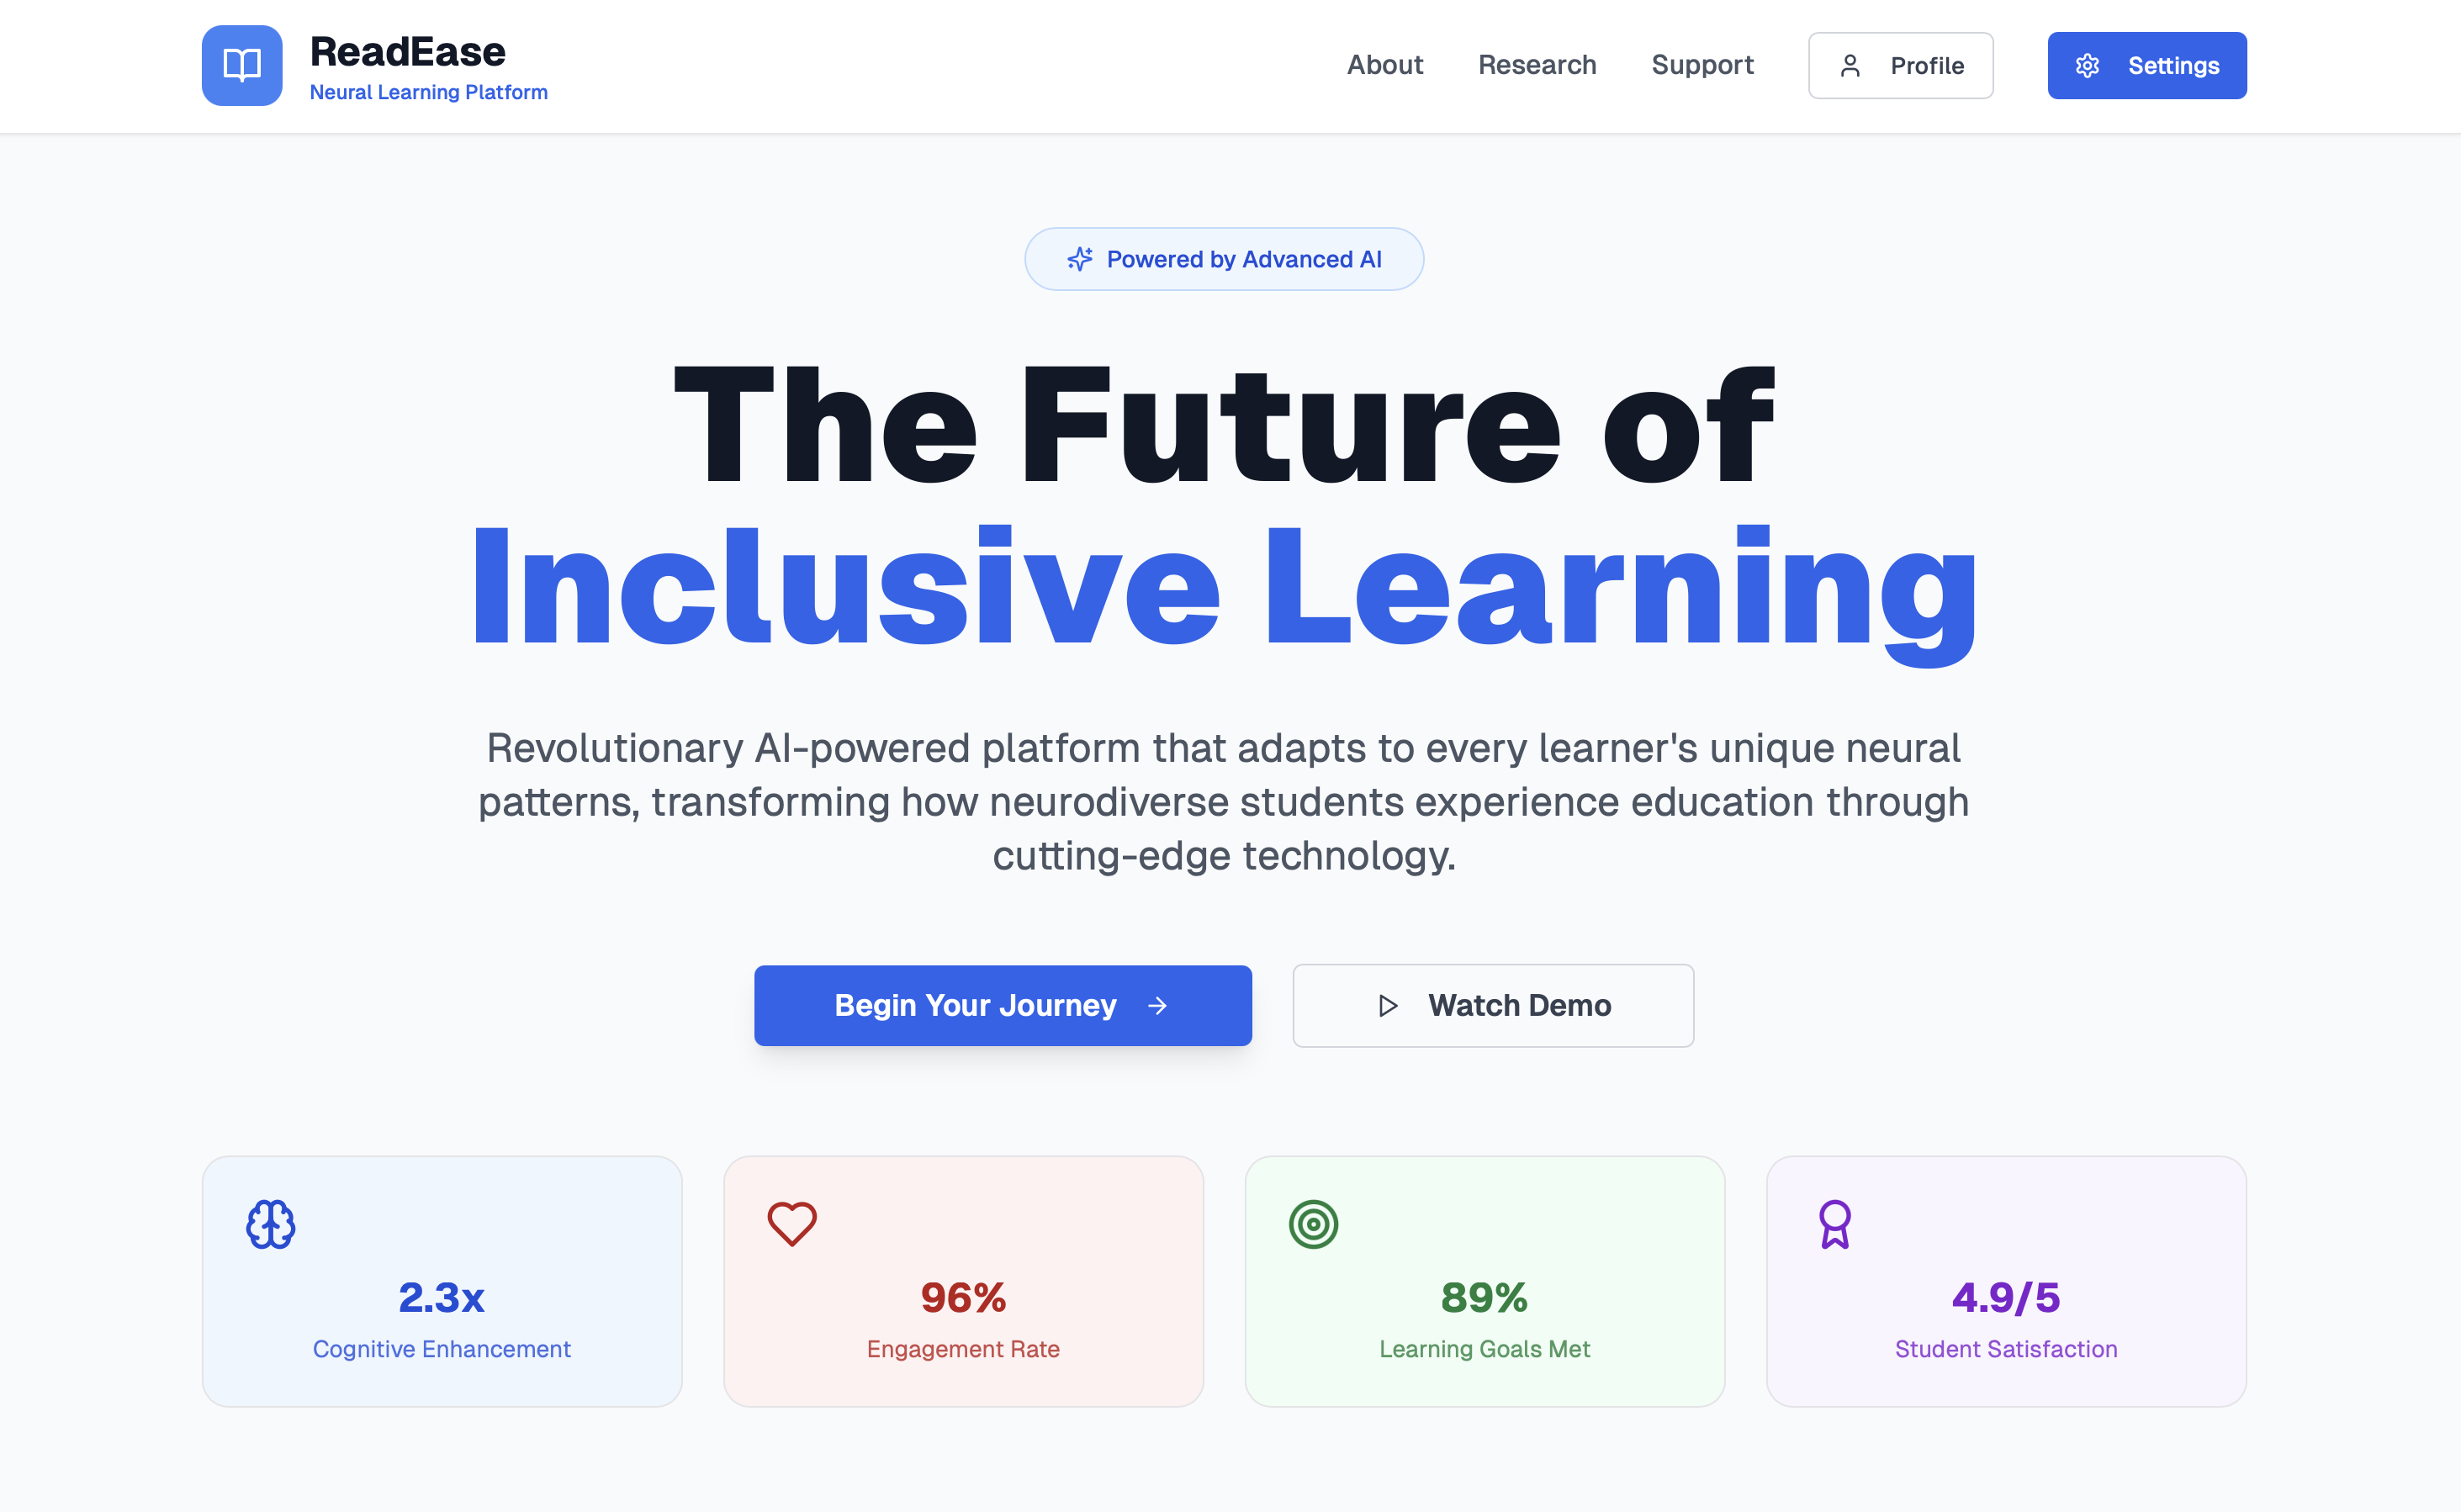 ReadEase
Neural Learning Platform
About
Research
Support
Profile
Settings
Powered by Advanced AI
The Future of
Inclusive Learning
Revolutionary AI-powered platform that adapts to every learner's unique neural
patterns, transforming how neurodiverse students experience education through
cutting-edge technology.
Begin Your Journey
Watch Demo
2.3x
Cognitive Enhancement
96%
Engagement Rate
89%
Learning Goals Met
4.9/5
Student Satisfaction